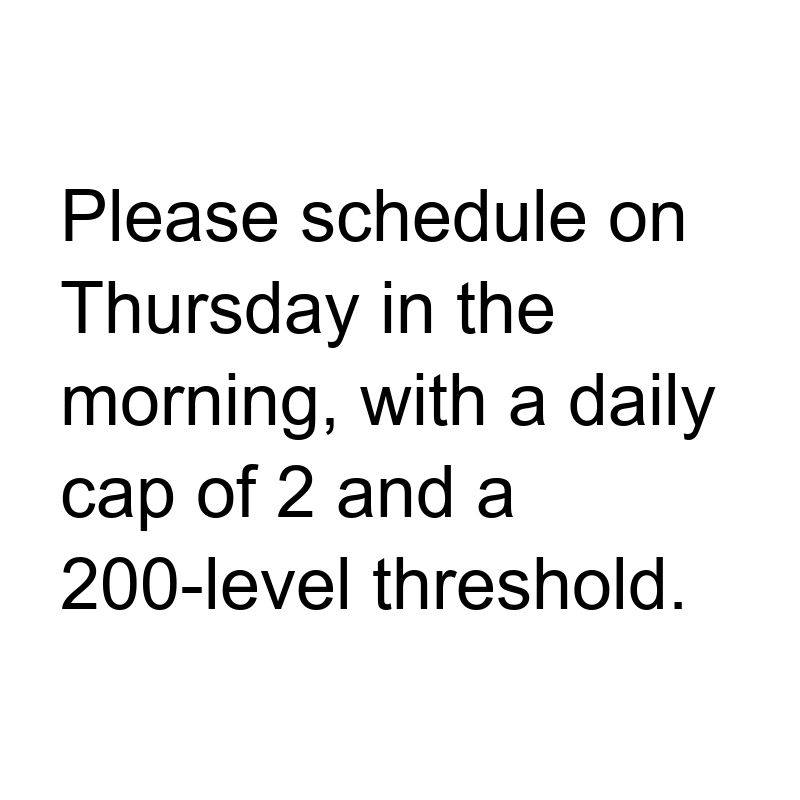 Please schedule on
Thursday in the
morning, with a daily
cap of 2 and a
200-level threshold.